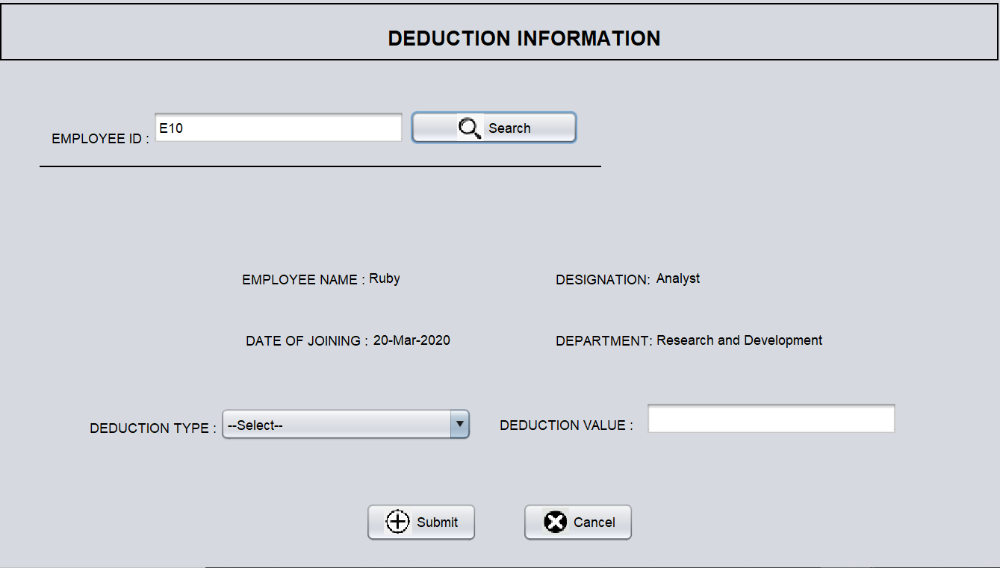 DEDUCTION INFORMATION
EMPLOYEE ID : E10 Search
EMPLOYEE NAME : Ruby DESIGNATION: Analyst
DATE OF JOINING : 20-Mar-2020 DEPARTMENT: Research and Development
DEDUCTION TYPE : --Select-- DEDUCTION VALUE :
Submit Cancel